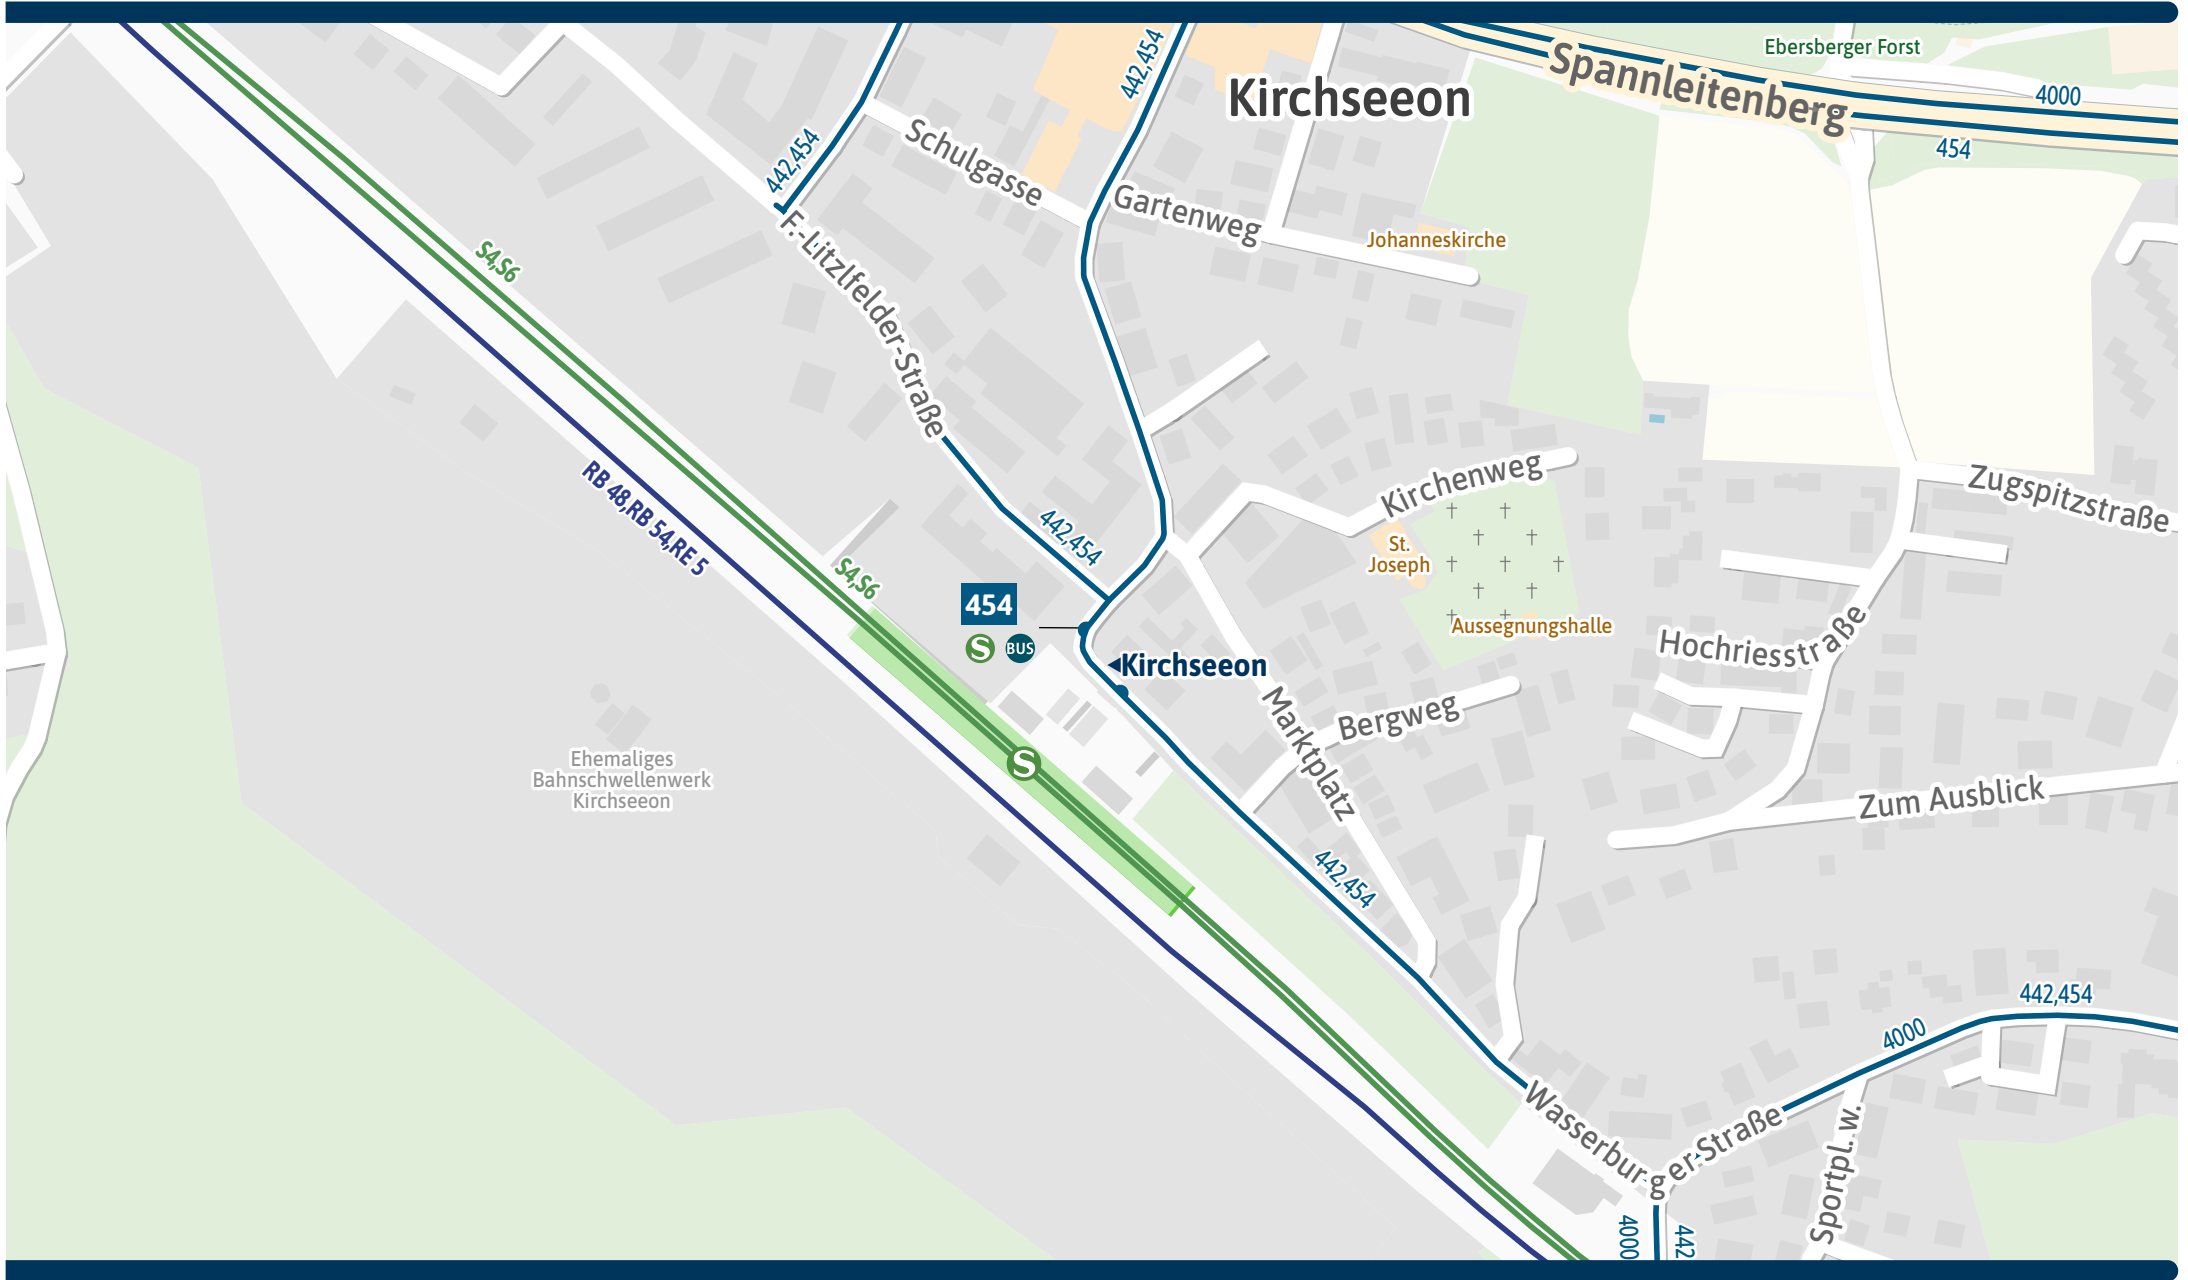 Ebersberger Forst
Spannleitenberg
4000
454
442,454
Kirchseeon
442,454
Schulgasse
Gartenweg
Johanneskirche
F.-Litzlfelder-Straße
S4,S6
RB 48,RB 54,RE 5
Kirchenweg
Zugspitzstraße
442,454
St.
Joseph
S4,S6
454
S
BUS
Aussegnungshalle
Hochriesstraße
Kirchseeon
Marktplatz
Bergweg
S
Ehemaliges
Bahnschwellenwerk
Kirchseeon
Zum Ausblick
442,454
442,454
4000
Wasserburger Straße
Sportpl. w.
4000
442